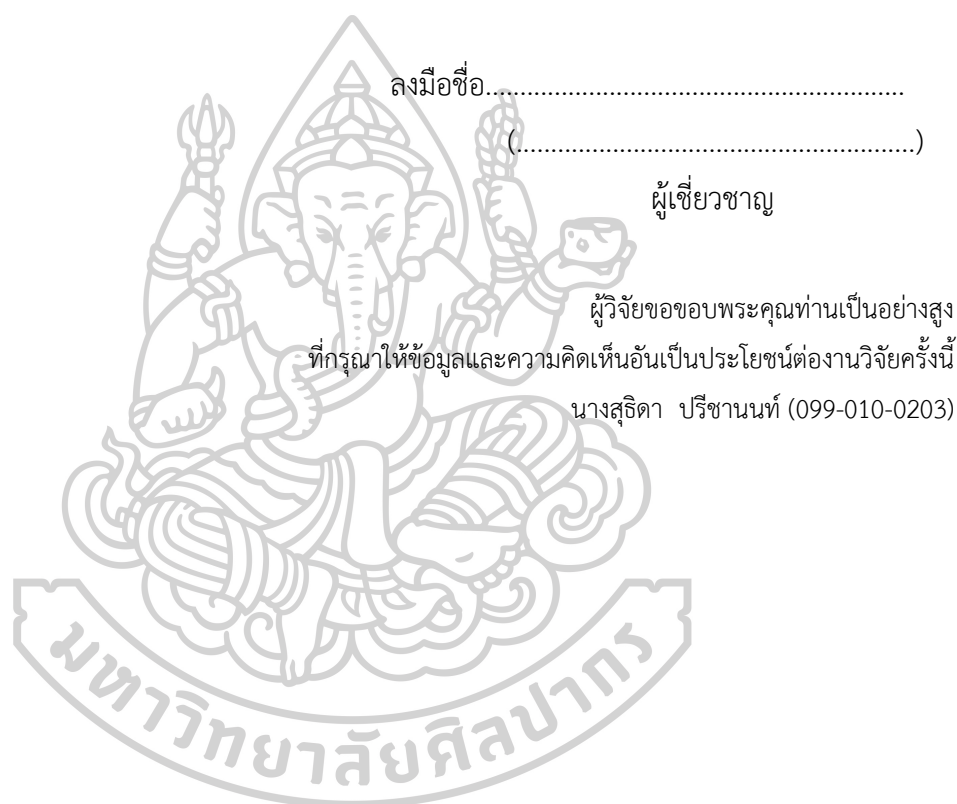 ลงมือชื่อ............................................................
(.........................................................)
ผู้เชี่ยวชาญ
ผู้วิจัยขอขอบพระคุณท่านเป็นอย่างสูง
ที่กรุณาให้ข้อมูลและความคิดเห็นอันเป็นประโยชน์ต่องานวิจัยครั้งนี้
นางสุธิดา ปรีชานนท์ (099-010-0203)
มหาวิทยาลัยศิลปากร